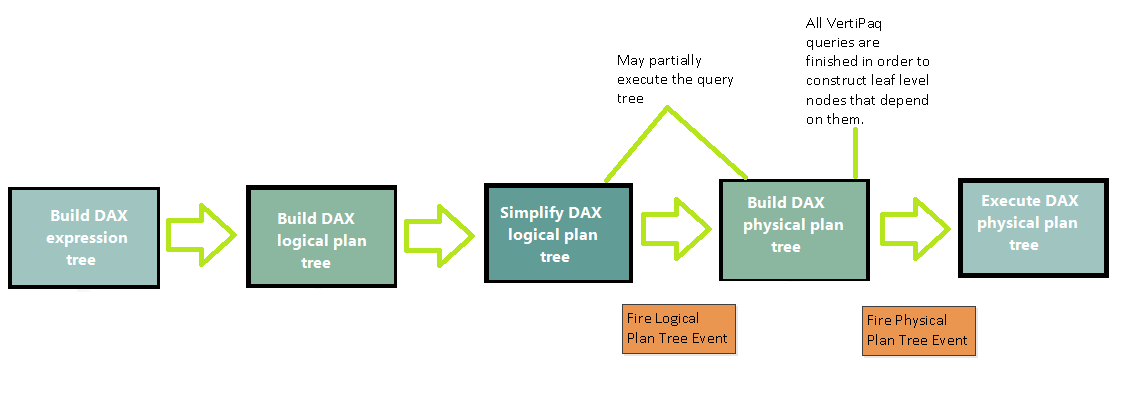 May partially
execute the query
tree
All VertiPaq
queries are
finished in order to
construct leaf level
nodes that depend
on them.
Build DAX
expression
tree
Build DAX
logical plan
tree
Simplify DAX
logical plan
tree
Build DAX
physical plan
tree
Execute DAX
physical plan
tree
Fire Logical
Plan Tree Event
Fire Physical
Plan Tree Event